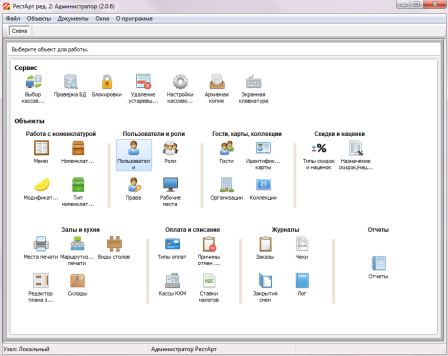 РестАрт ред. 2: Администратор (2.0.6)
Файл Объекты Документы Окна О программе
Схема
Выберите объект для работы.
Сервис
Выбор кассов... Проверка БД Блокировки Удаление устаревш... Настройки кассово... Архивная копия Экранная клавиатура
Объекты
Работа с номенклатурой Пользователи и роли Гости, карты, коллекции Скидки и наценки
Меню Номенклат... Пользователи Роли Гости Идентифик... карты Типы скидок и наценок Назначение скидок/нац...
Модификат... Тип номенклат... Права Рабочие места Организации Коллекции
Залы и кухни Оплата и списание Журналы Отчеты
Места печати Маршрутиз... печати Виды столов Типы оплат Причины отмен ... Заказы Чеки Отчеты
Редактор плана з... Склады Кассы ККМ Ставки налогов Закрытия смен Лог
Узел: Локальный Администратор РестАрт